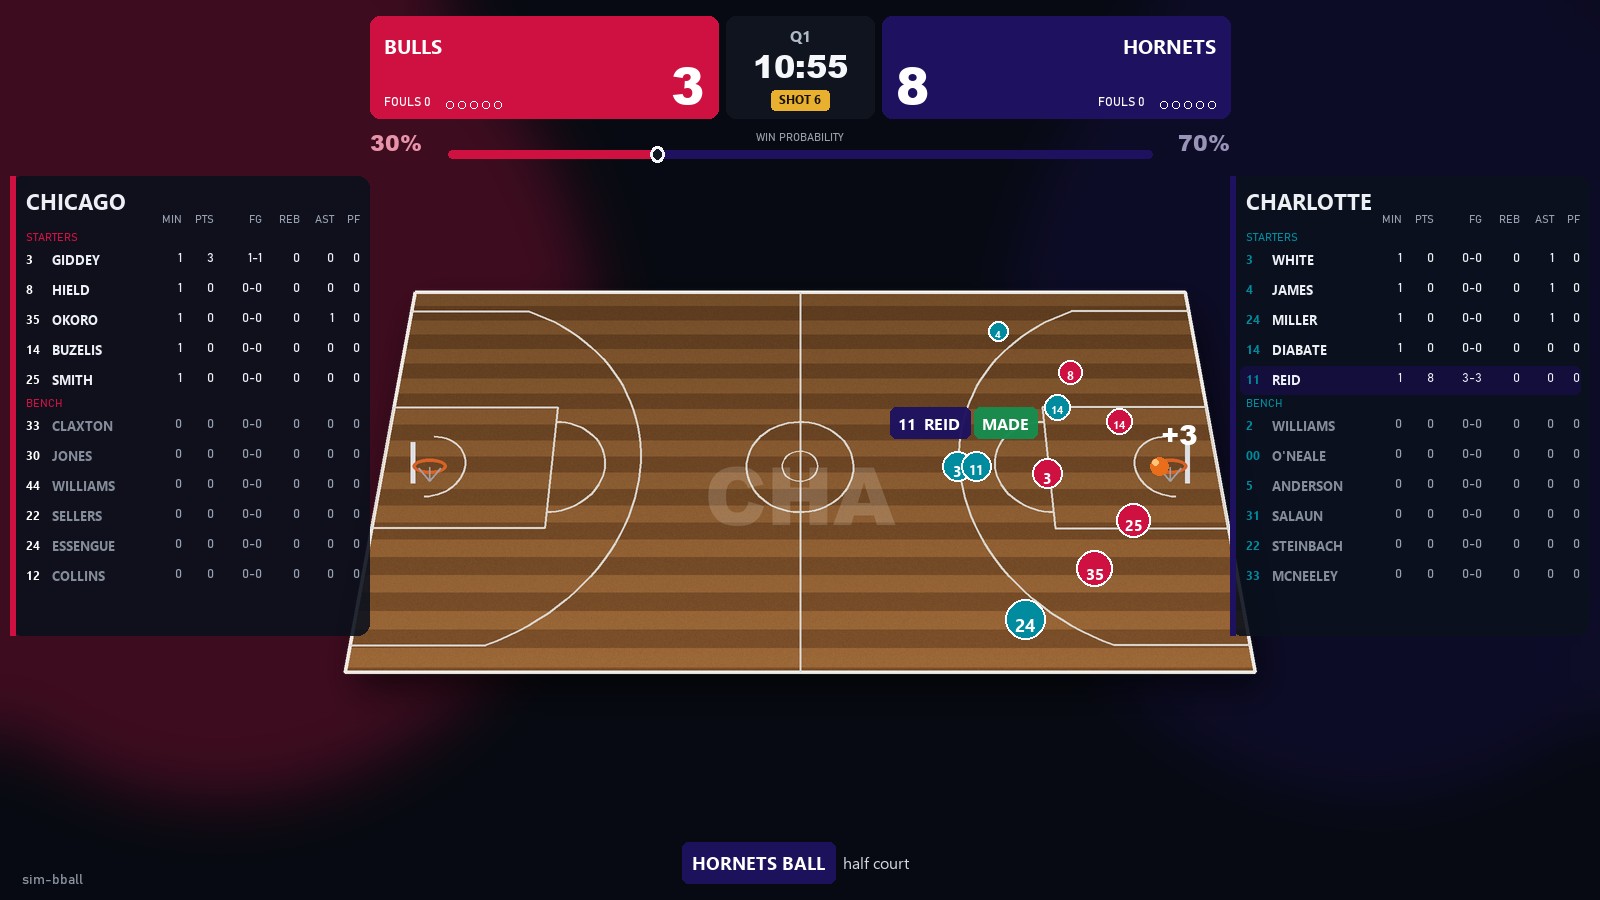 BULLS
3
FOULS 0
Q1
10:55
SHOT 6
HORNETS
8
FOULS 0
30%
WIN PROBABILITY
70%
CHICAGO
MIN PTS FG REB AST PF
STARTERS
3 GIDDEY 1 3 1-1 0 0 0
8 HIELD 1 0 0-0 0 0 0
35 OKORO 1 0 0-0 0 1 0
14 BUZELIS 1 0 0-0 0 0 0
25 SMITH 1 0 0-0 0 0 0
BENCH
33 CLAXTON 0 0 0-0 0 0 0
30 JONES 0 0 0-0 0 0 0
44 WILLIAMS 0 0 0-0 0 0 0
22 SELLERS 0 0 0-0 0 0 0
24 ESSENGUE 0 0 0-0 0 0 0
12 COLLINS 0 0 0-0 0 0 0
4
8
14
11 REID MADE
14
+3
3 11
3
CHA
25
35
24
CHARLOTTE
MIN PTS FG REB AST PF
STARTERS
3 WHITE 1 0 0-0 0 1 0
4 JAMES 1 0 0-0 0 1 0
24 MILLER 1 0 0-0 0 1 0
14 DIABATE 1 0 0-0 0 0 0
11 REID 1 8 3-3 0 0 0
BENCH
2 WILLIAMS 0 0 0-0 0 0 0
00 O'NEALE 0 0 0-0 0 0 0
5 ANDERSON 0 0 0-0 0 0 0
31 SALAUN 0 0 0-0 0 0 0
22 STEINBACH 0 0 0-0 0 0 0
33 MCNEELEY 0 0 0-0 0 0 0
HORNETS BALL half court
sim-bball